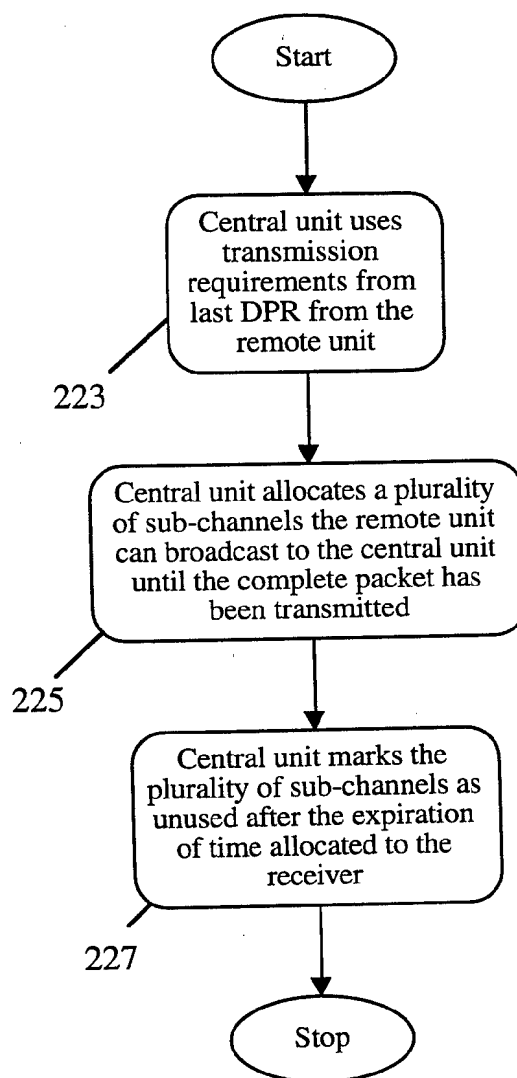 Start
Central unit uses
transmission
requirements from
last DPR from the
remote unit
223
Central unit allocates a plurality
of sub-channels the remote unit
can broadcast to the central unit
until the complete packet has
been transmitted
225
Central unit marks the
plurality of sub-channels as
unused after the expiration
of time allocated to the
receiver
227
Stop